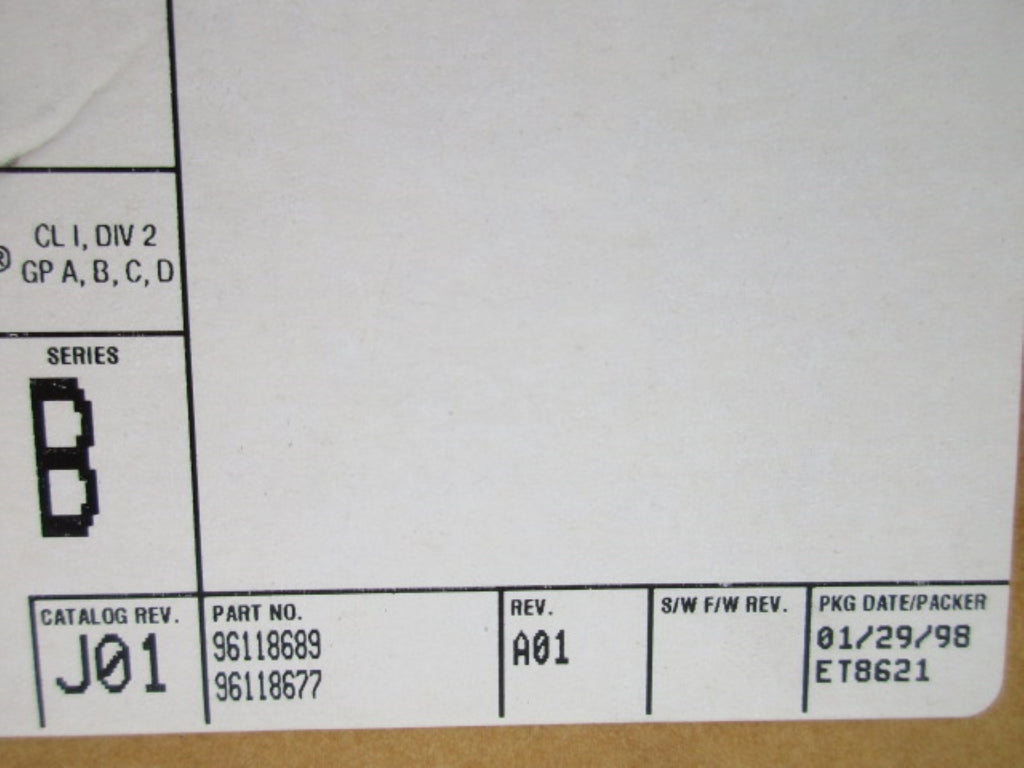 ® CL I, DIV 2
GP A, B, C, D
SERIES
B
CATALOG REV.
J01
PART NO.
96118689
96118677
REV.
A01
S/W F/W REV.
PKG DATE/PACKER
01/29/98
ET8621